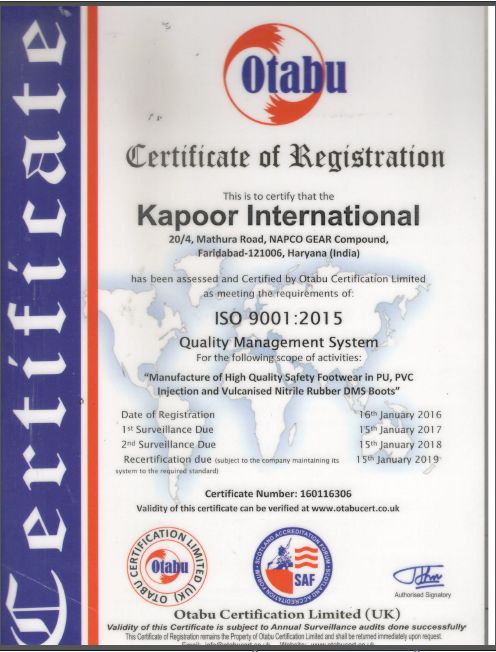 Certificate
Otabu
Certificate of Registration
This is to certify that the
Kapoor International
20/4, Mathura Road, NAPCO GEAR Compound,
Faridabad-121006, Haryana (India)
has been assessed and Certified by Otabu Certification Limited
as meeting the requirements of:
ISO 9001:2015
Quality Management System
For the following scope of activities:
"Manufacture of High Quality Safety Footwear in PU, PVC
Injection and Vulcanised Nitrile Rubber DMS Boots"
Date of Registration 16th January 2016
1st Surveillance Due 15th January 2017
2nd Surveillance Due 15th January 2018
Recertification due (subject to the company maintaining its 15th January 2019
system to the required standard)
Certificate Number: 160116306
Validity of this certificate can be verified at www.otabucert.co.uk
OTABU CERTIFICATION LIMITED (UK)
Otabu
SCOTLAND ACCREDITATION FORUM
SAF
Authorised Signatory
Otabu Certification Limited (UK)
Validity of this Certificate is subject to Annual Surveillance audits done successfully
This Certificate of Registration remains the Property of Otabu Certification Limited and shall be returned immediately upon request.